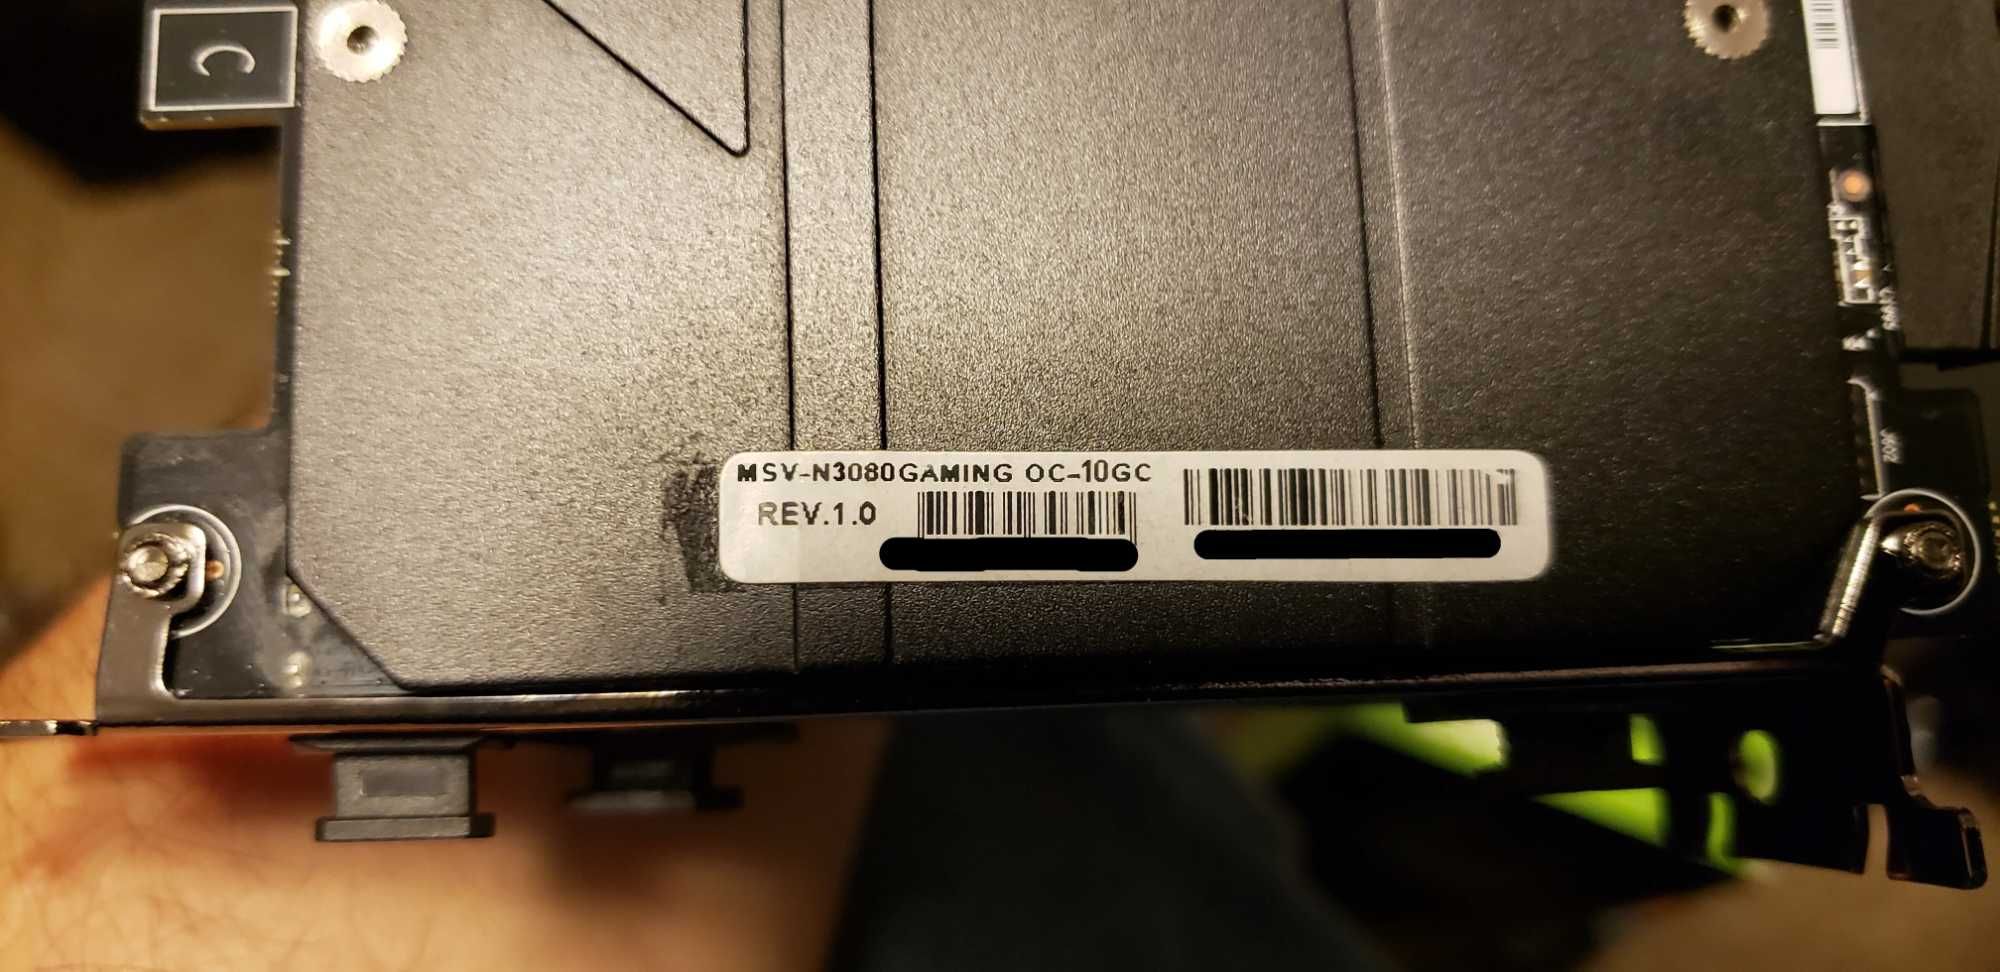 C
MSV-N3080GAMING OC-10GC
REV.1.0